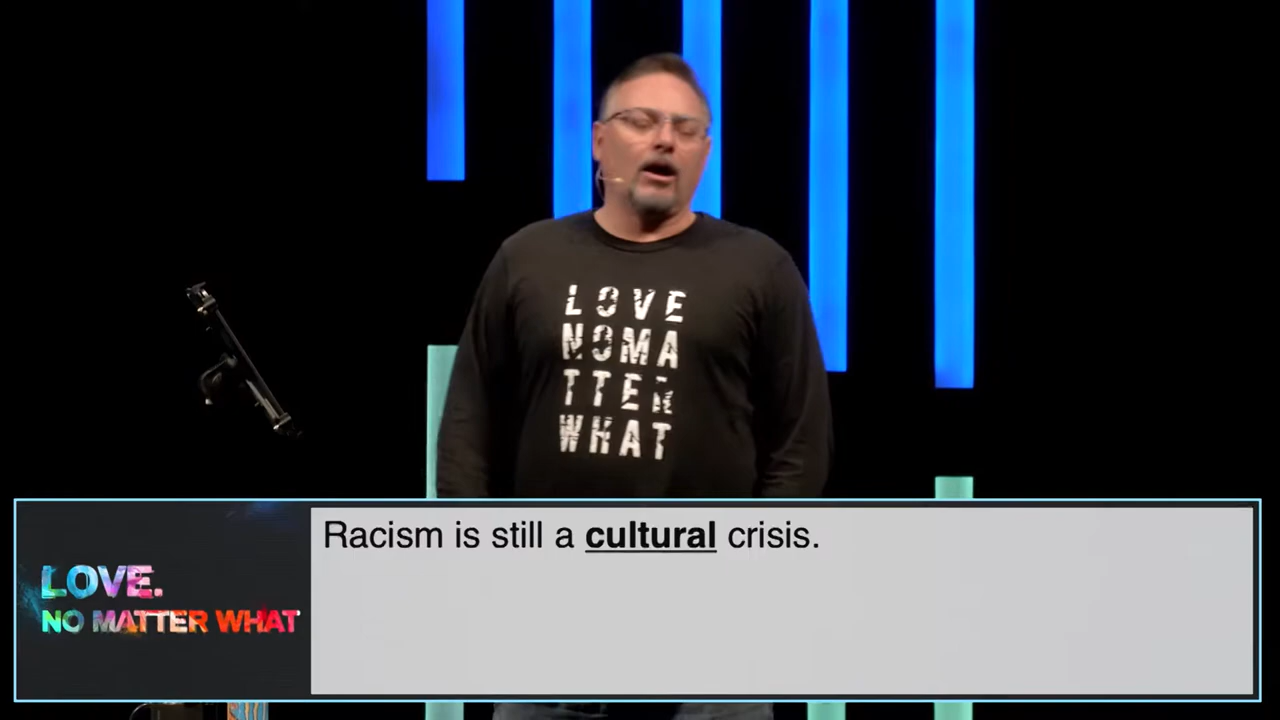 LOVE
NOMA
TTER
WHAT
Racism is still a cultural crisis.
LOVE.
NO MATTER WHAT